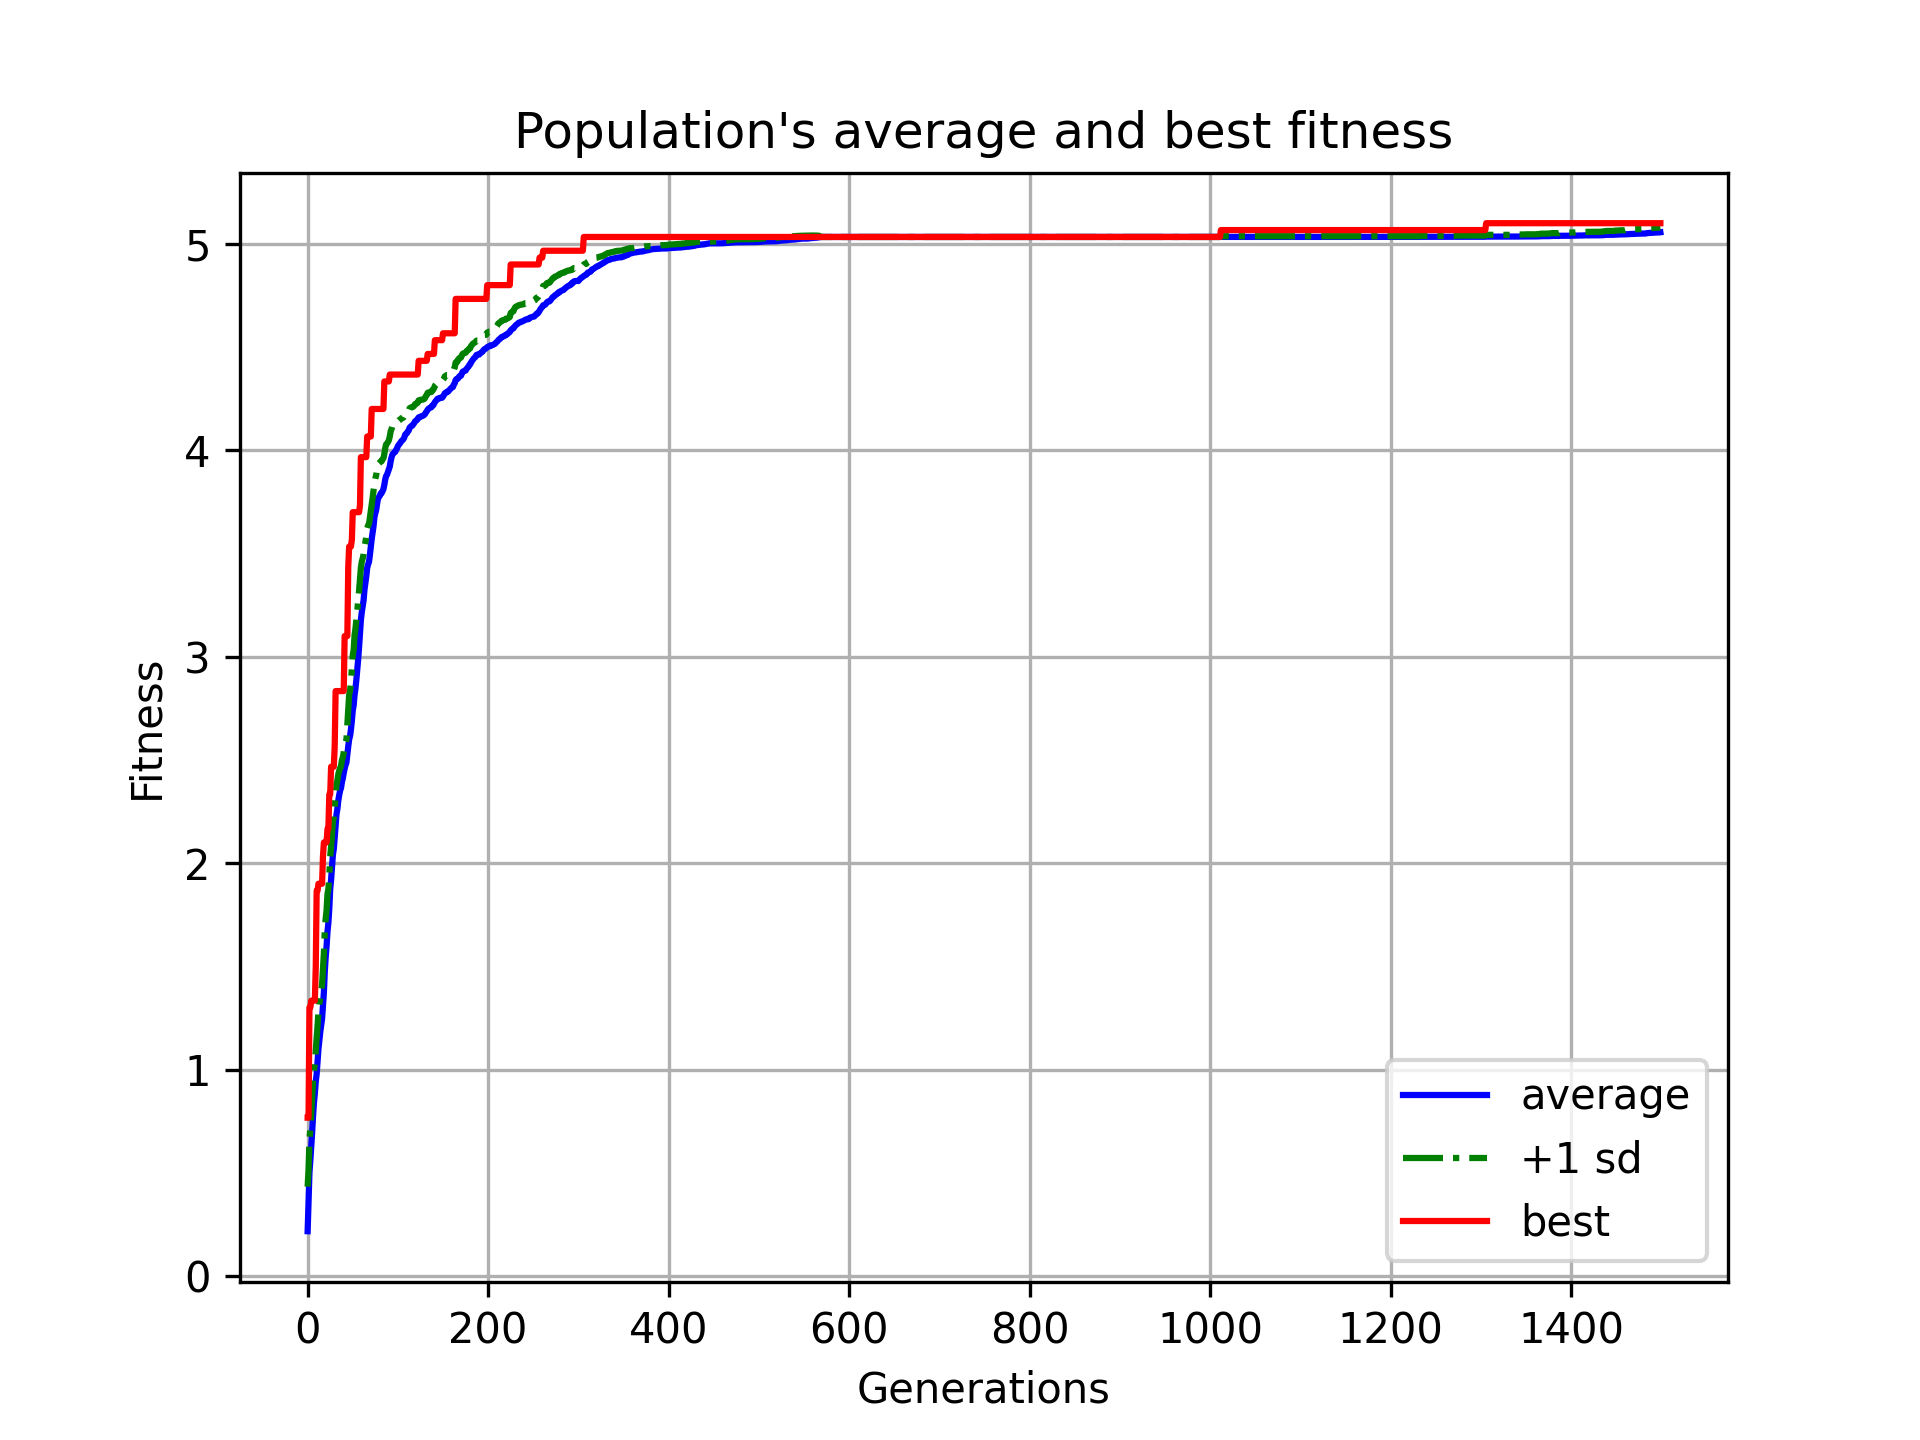 Population's average and best fitness
5
4
3
2
1
0
Fitness
average
+1 sd
best
0 200 400 600 800 1000 1200 1400
Generations